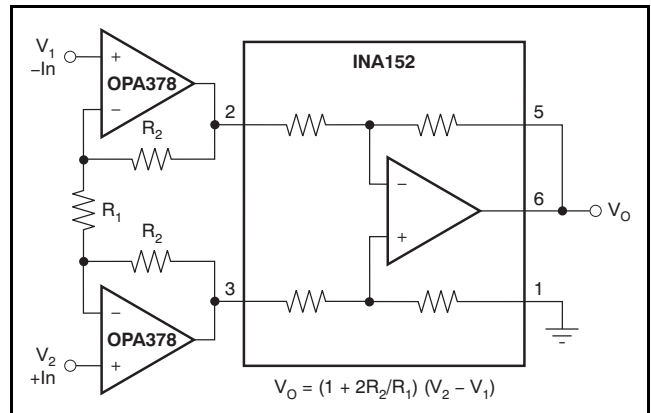 V1
−In
+
OPA378
−
R2
R1
R2
−
OPA378
+
V2
+In
INA152
2
5
−
6
+
VO
3
1
VO = (1 + 2R2/R1) (V2 − V1)